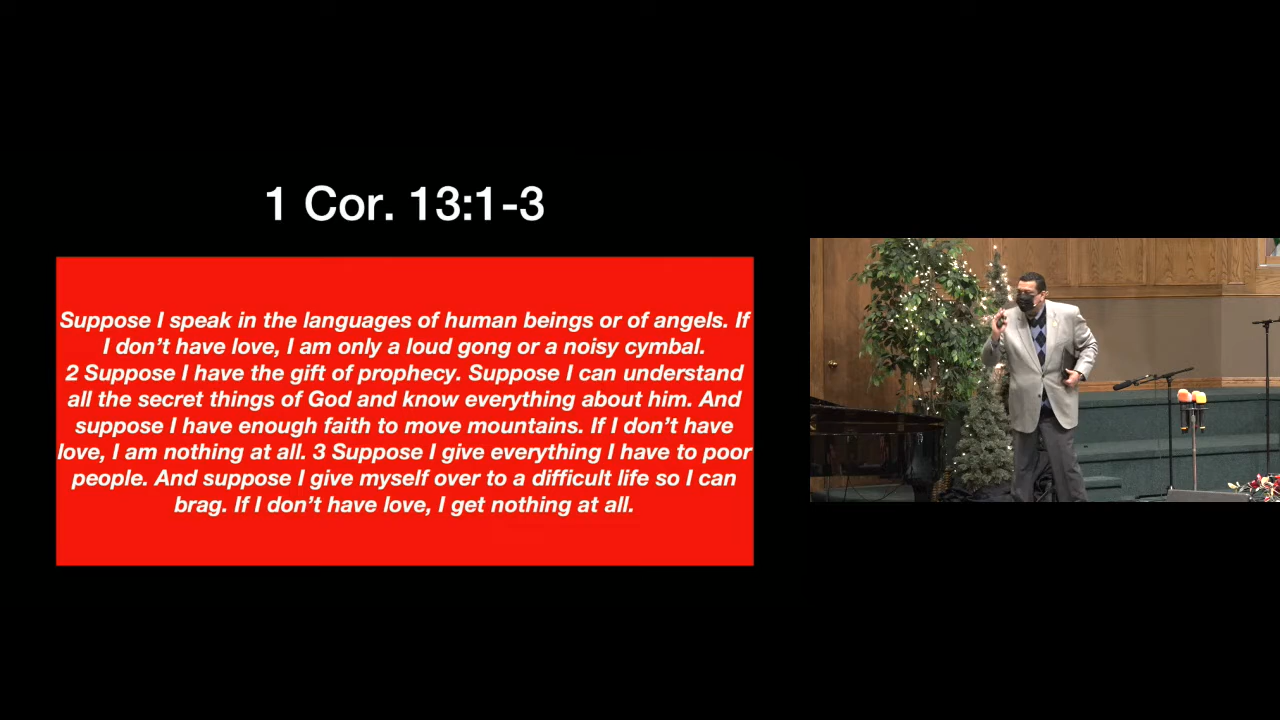 1 Cor. 13:1-3
Suppose I speak in the languages of human beings or of angels. If
I don’t have love, I am only a loud gong or a noisy cymbal.
2 Suppose I have the gift of prophecy. Suppose I can understand
all the secret things of God and know everything about him. And
suppose I have enough faith to move mountains. If I don’t have
love, I am nothing at all. 3 Suppose I give everything I have to poor
people. And suppose I give myself over to a difficult life so I can
brag. If I don’t have love, I get nothing at all.